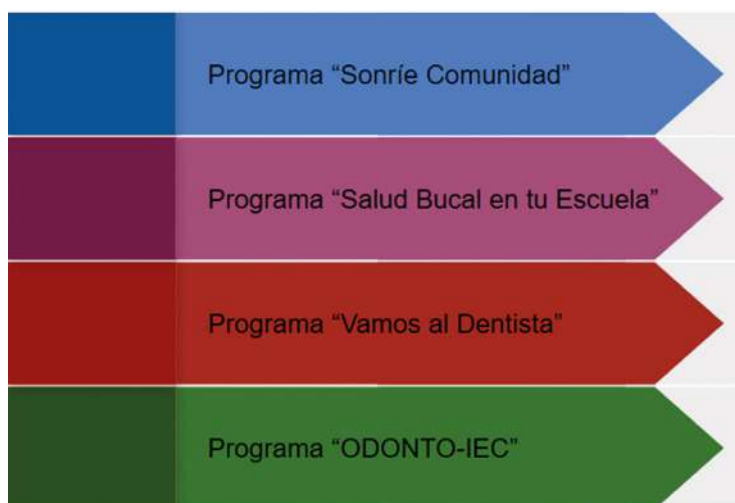 Programa “Sonríe Comunidad”
Programa “Salud Bucal en tu Escuela”
Programa “Vamos al Dentista”
Programa “ODONTO-IEC”